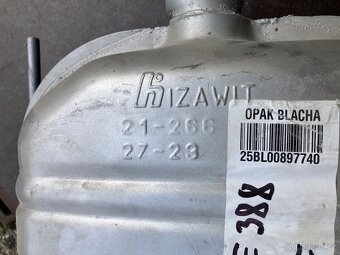 HIZAWIT
21-266
27-23
OPAK BLACHA
25BL00897740
E 388